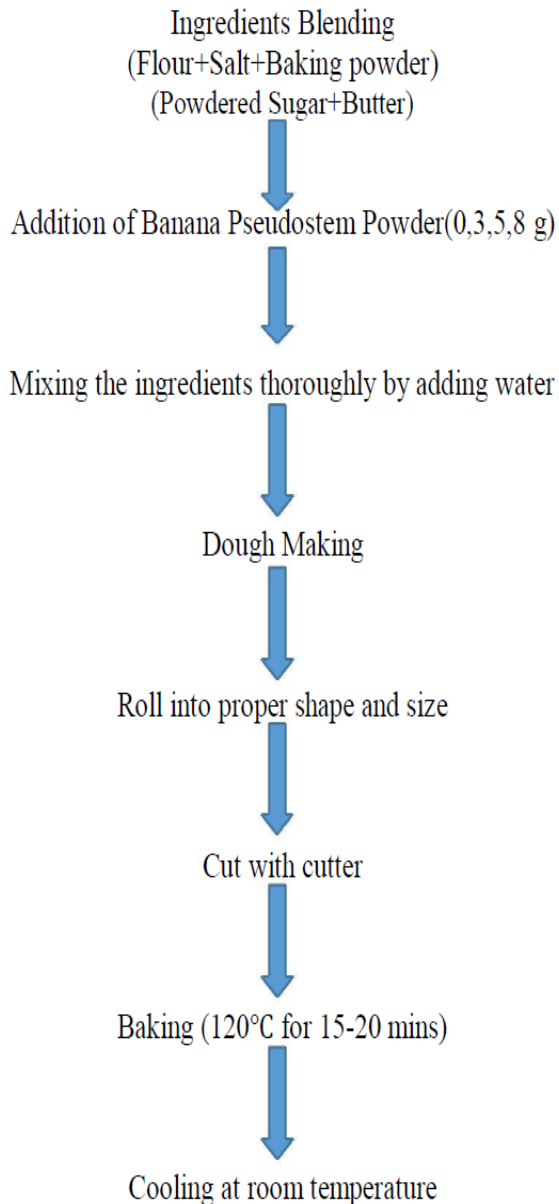 Ingredients Blending
(Flour+Salt+Baking powder)
(Powdered Sugar+Butter)
Addition of Banana Pseudostem Powder(0,3,5,8 g)
Mixing the ingredients thoroughly by adding water
Dough Making
Roll into proper shape and size
Cut with cutter
Baking (120℃ for 15-20 mins)
Cooling at room temperature